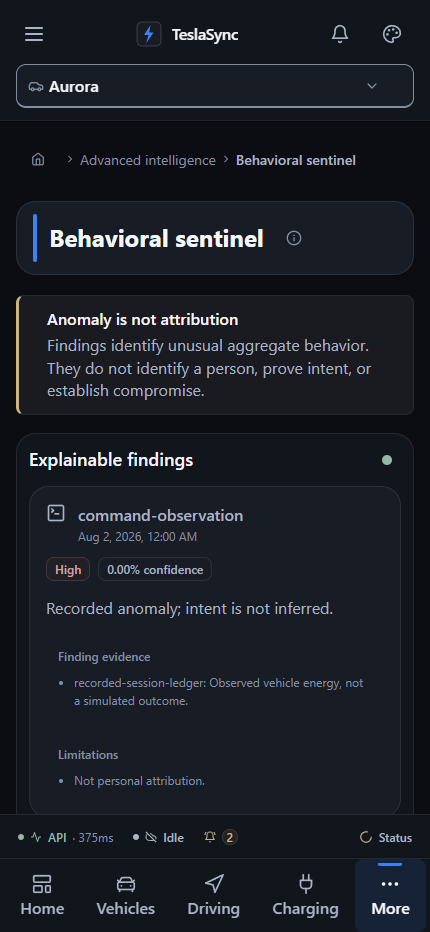 TeslaSync
Aurora
Advanced intelligence
Behavioral sentinel
Behavioral sentinel
Anomaly is not attribution
Findings identify unusual aggregate behavior.
They do not identify a person, prove intent, or
establish compromise.
Explainable findings
command-observation
Aug 2, 2026, 12:00 AM
High
0.00% confidence
Recorded anomaly; intent is not inferred.
Finding evidence
• recorded-session-ledger: Observed vehicle energy, not
a simulated outcome.
Limitations
• Not personal attribution.
API · 375ms
Idle
2
Status
Home
Vehicles
Driving
Charging
More